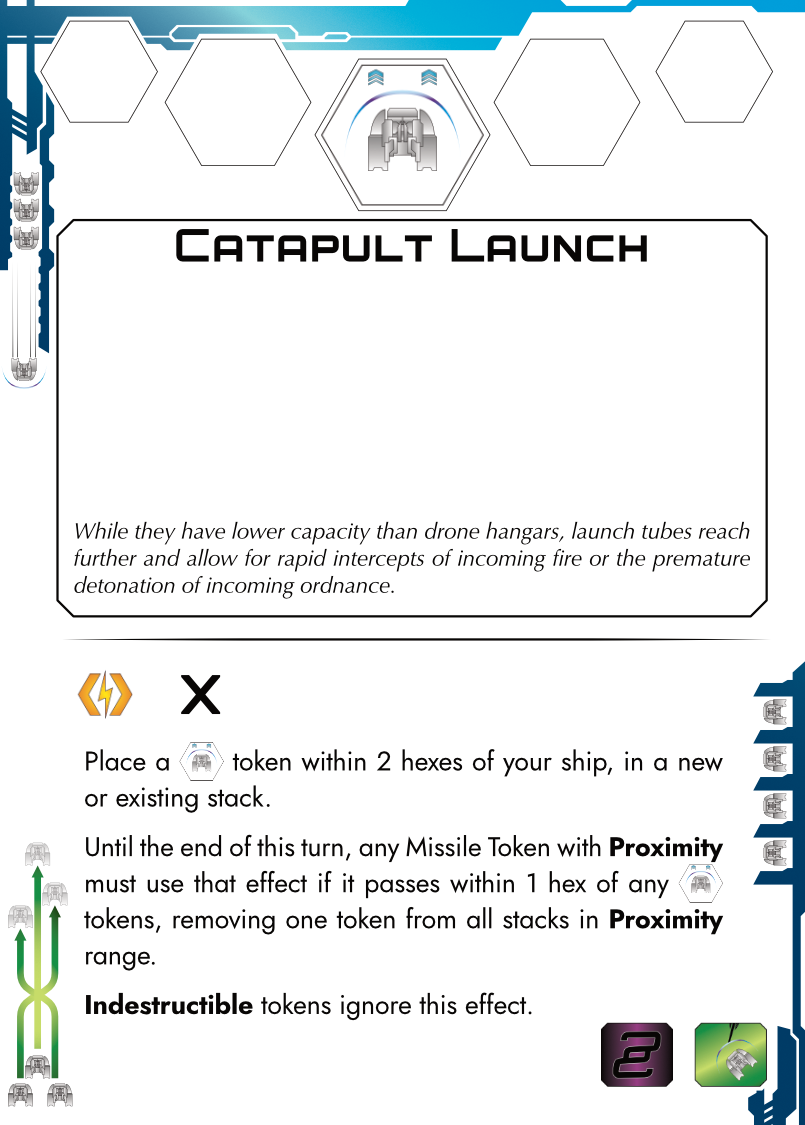 Catapult Launch
While they have lower capacity than drone hangars, launch tubes reach
further and allow for rapid intercepts of incoming fire or the premature
detonation of incoming ordnance.
X
Place a token within 2 hexes of your ship, in a new
or existing stack.
Until the end of this turn, any Missile Token with Proximity
must use that effect if it passes within 1 hex of any
tokens, removing one token from all stacks in Proximity
range.
Indestructible tokens ignore this effect.
2